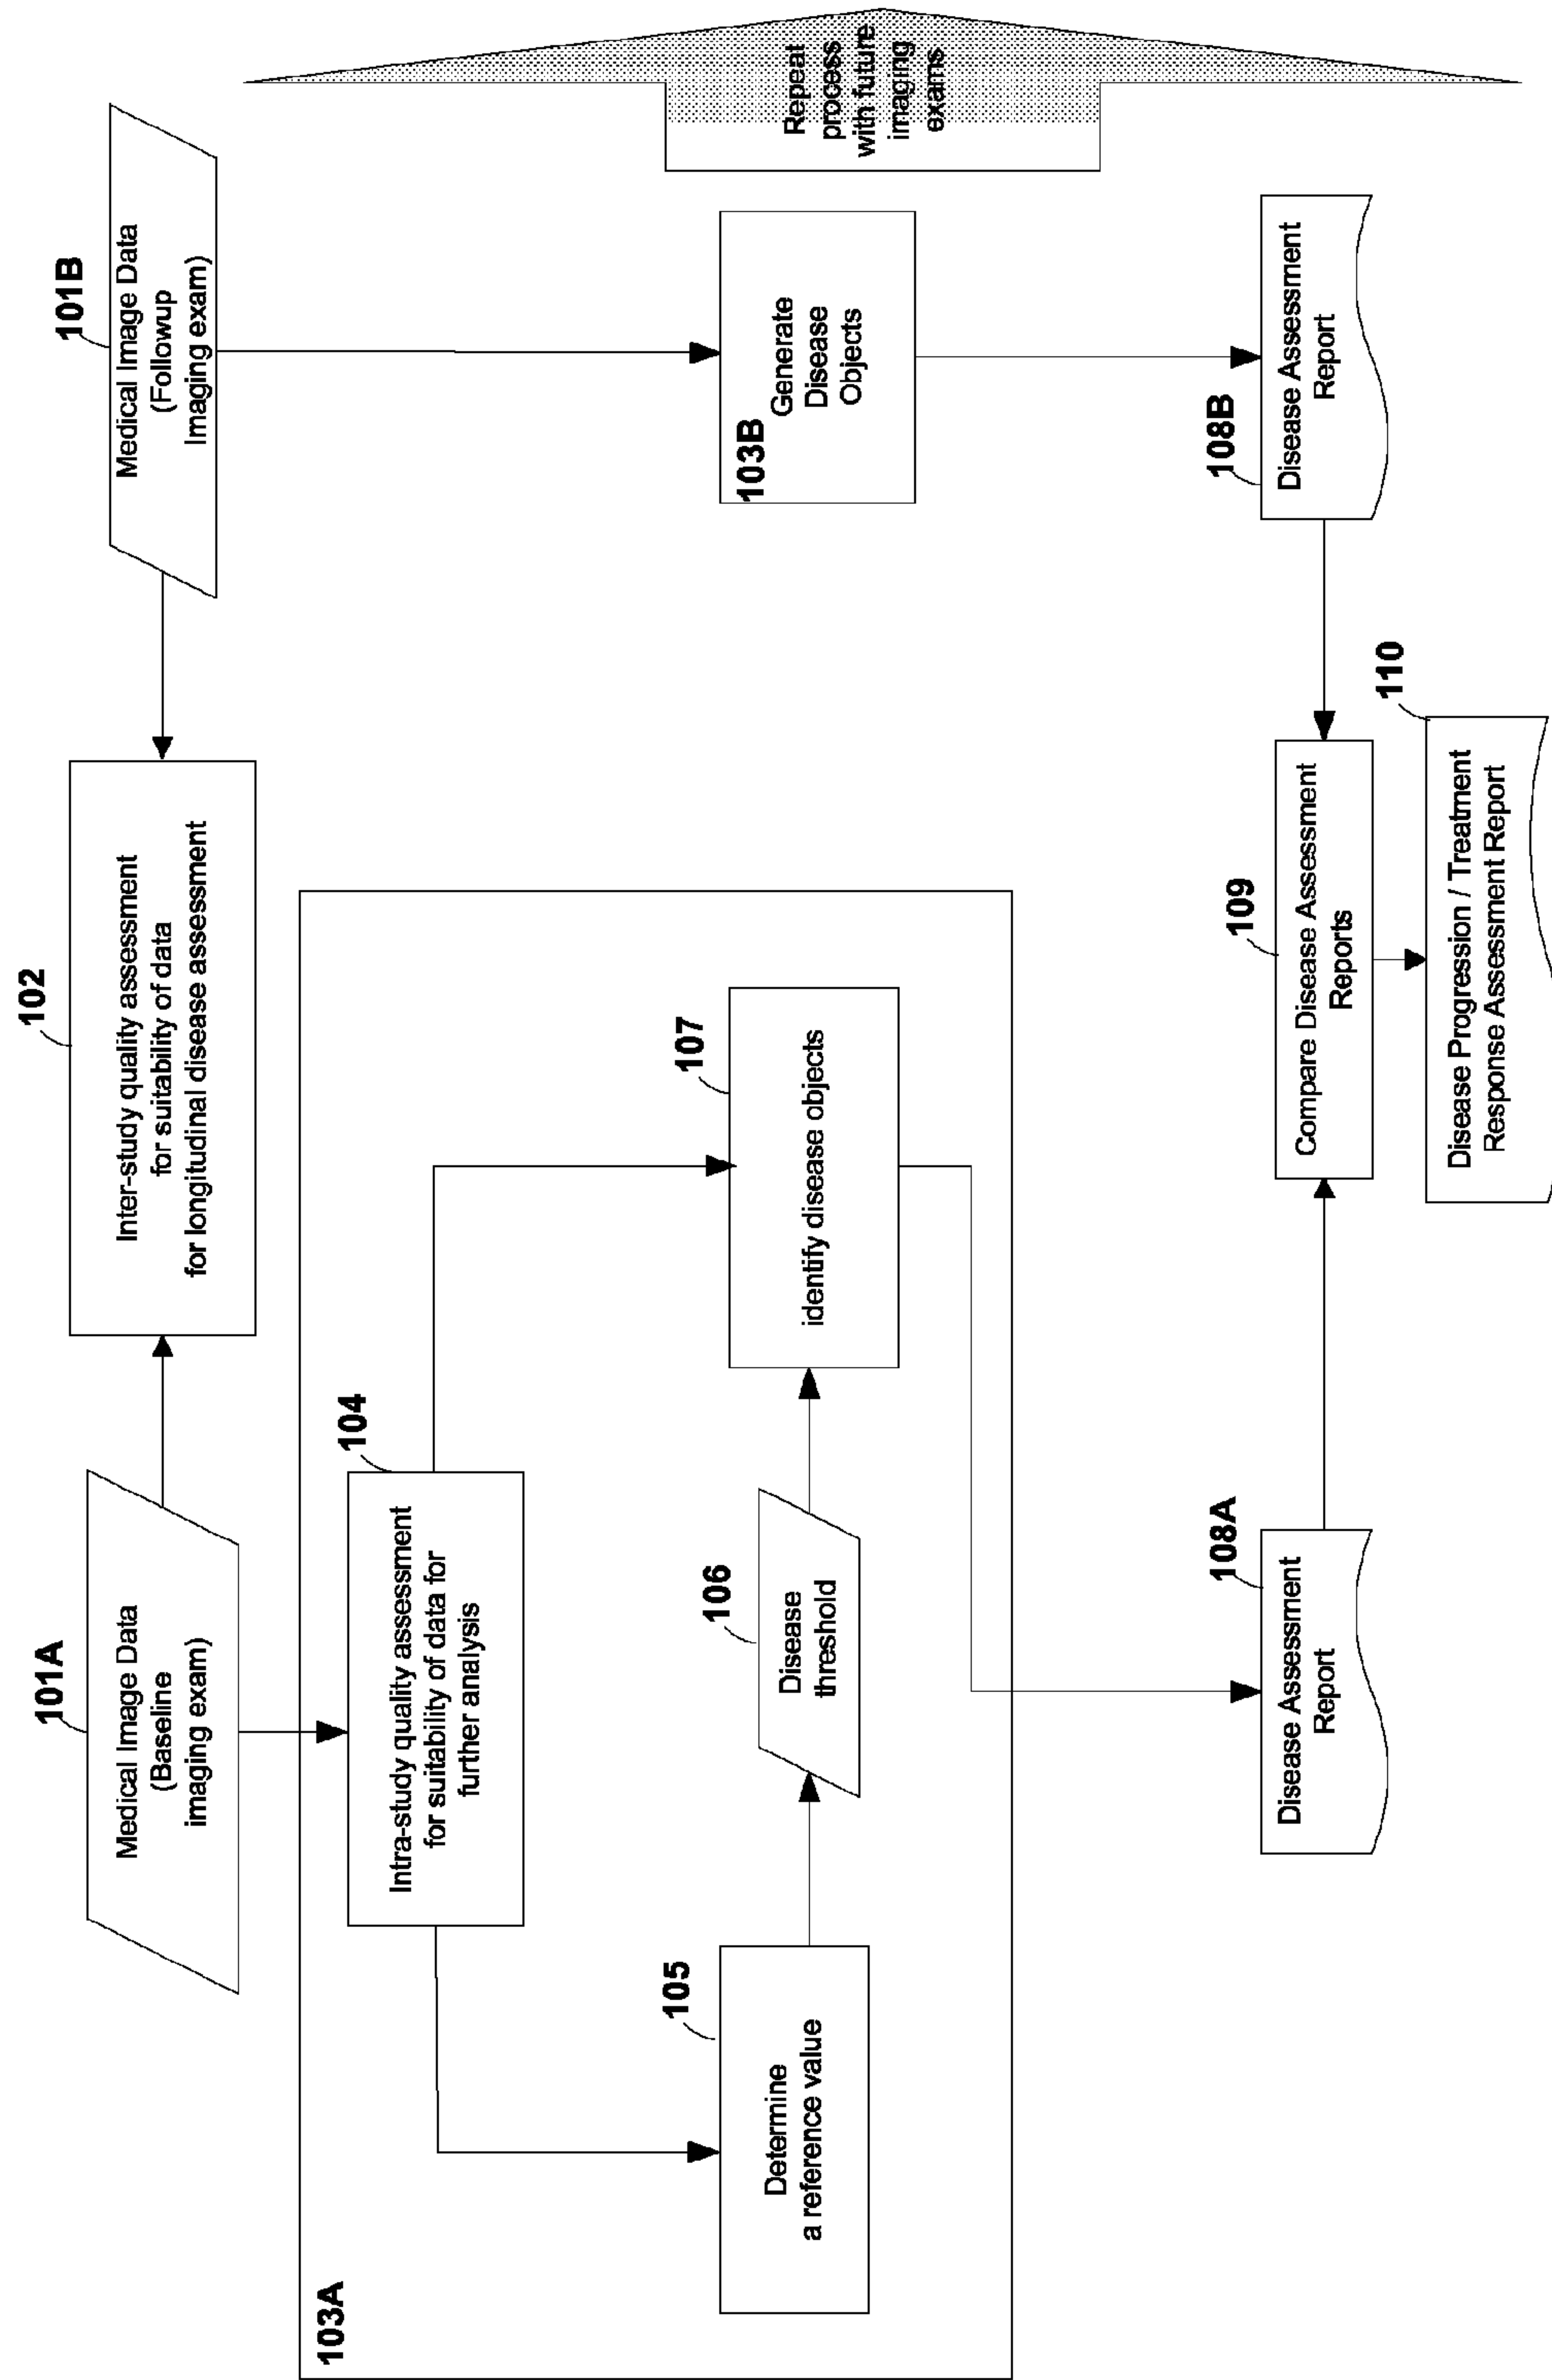 101A
Medical Image Data
(Baseline
imaging exam)
102
Inter-study quality assessment
for suitability of data
for longitudinal disease assessment
101B
Medical Image Data
(Followup
Imaging exam)
103A
104
Intra-study quality assessment
for suitability of data for
further analysis
105
Determine
a reference value
106
Disease
threshold
107
identify disease objects
103B
Generate
Disease
Objects
Repeat
process
with future
imaging
exams
108A
Disease Assessment
Report
109
Compare Disease Assessment
Reports
108B
Disease Assessment
Report
110
Disease Progression / Treatment
Response Assessment Report